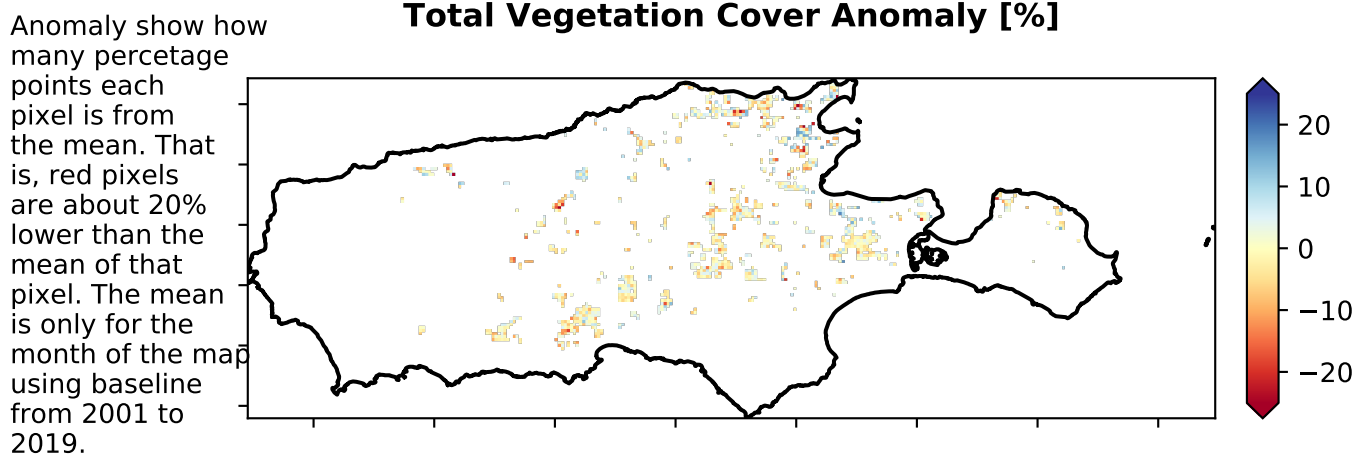 Total Vegetation Cover Anomaly [%]
Anomaly show how
many percetage
points each
pixel is from
the mean. That
is, red pixels
are about 20%
lower than the
mean of that
pixel. The mean
is only for the
month of the map
using baseline
from 2001 to
2019.
20
10
0
−10
−20